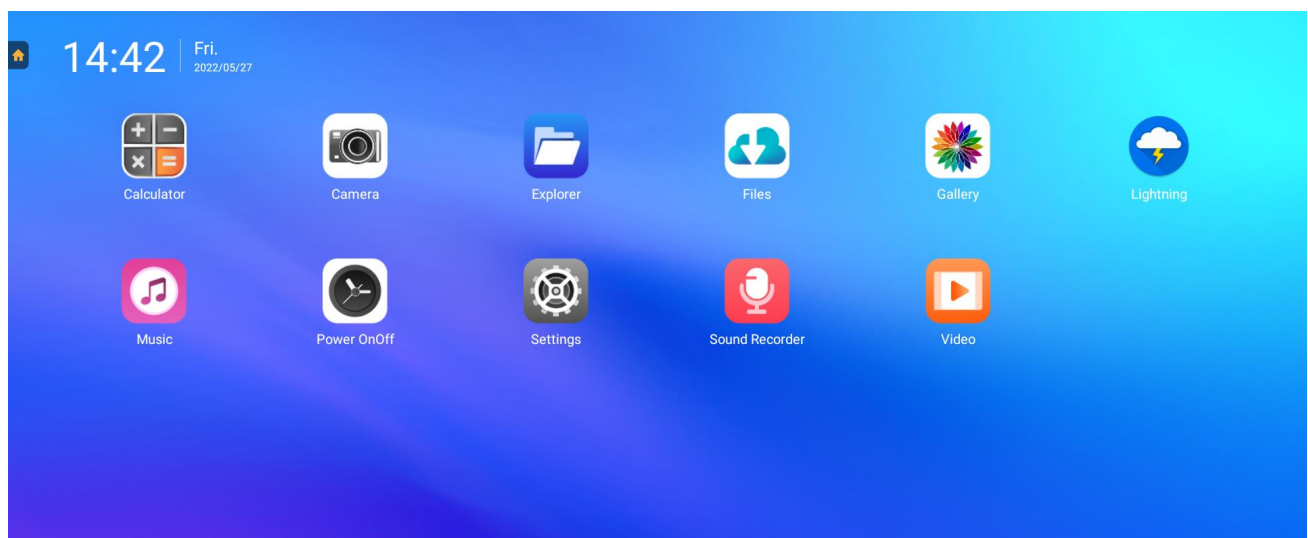 14:42
Fri.
2022/05/27
Calculator
Camera
Explorer
Files
Gallery
Lightning
Music
Power OnOff
Settings
Sound Recorder
Video